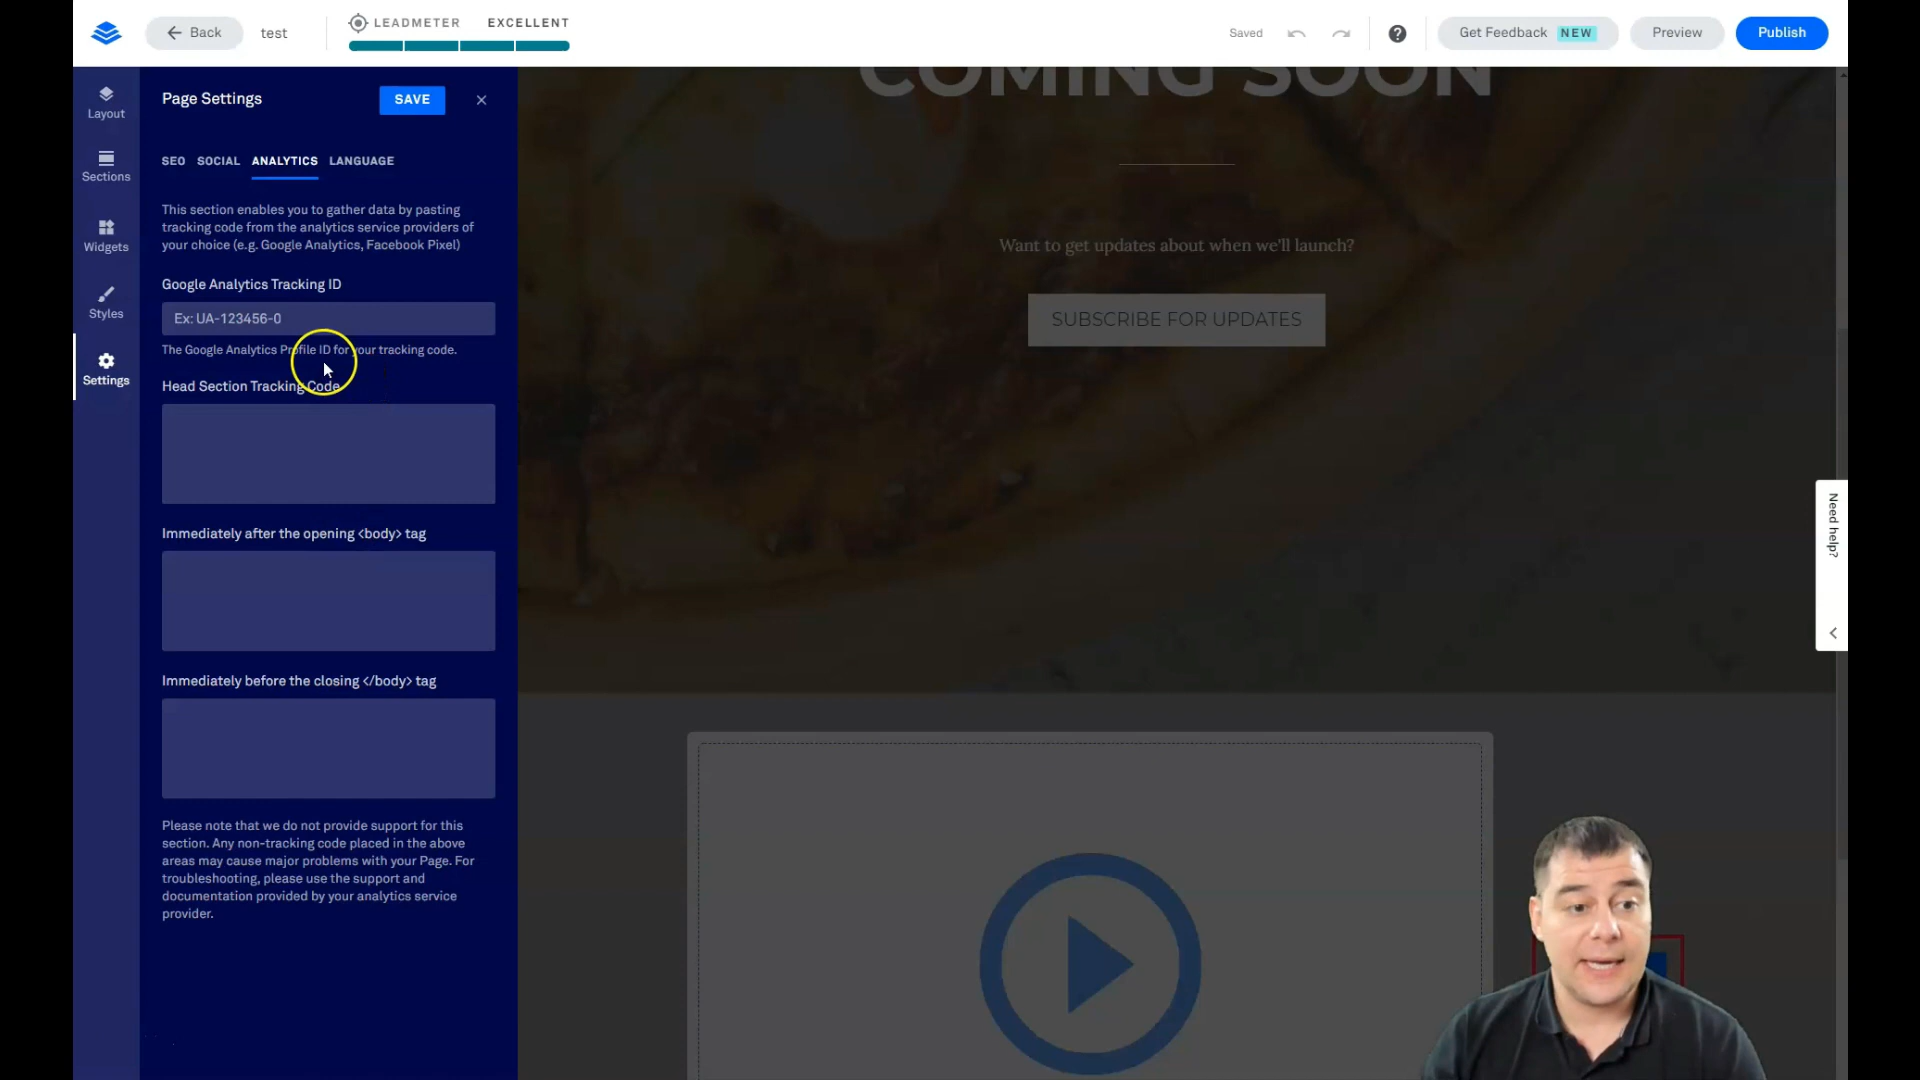 Back
test
LEADMETER EXCELLENT
Saved
Get Feedback NEW
Preview
Publish
Layout
Sections
Widgets
Styles
Settings
Page Settings
SAVE
SEO SOCIAL ANALYTICS LANGUAGE
This section enables you to gather data by pasting
tracking code from the analytics service providers of
your choice (e.g. Google Analytics, Facebook Pixel)
Google Analytics Tracking ID
Ex: UA-123456-0
The Google Analytics Profile ID for your tracking code.
Head Section Tracking Code
Immediately after the opening <body> tag
Immediately before the closing </body> tag
Please note that we do not provide support for this
section. Any non-tracking code placed in the above
areas may cause major problems with your Page. For
troubleshooting, please use the support and
documentation provided by your analytics service
provider.
COMING SOON
Want to get updates about when we'll launch?
SUBSCRIBE FOR UPDATES
Need help?